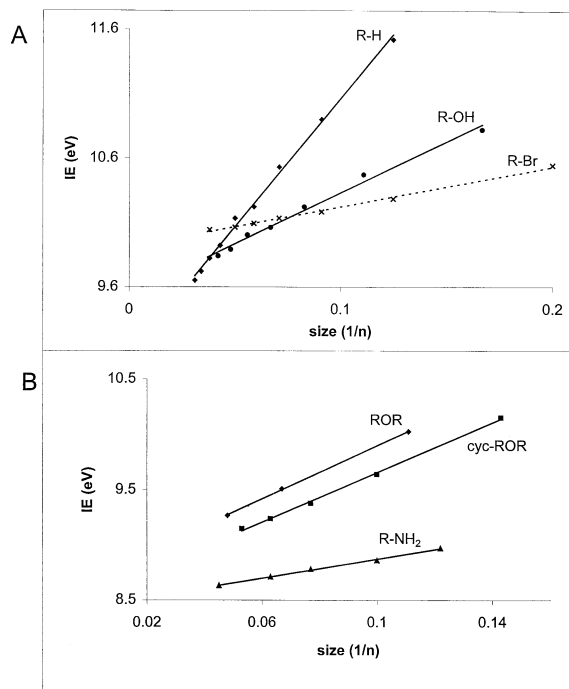 A
11.6
R-H
R-OH
10.6
R-Br
IE (eV)
9.6
0
0.1
0.2
size (1/n)
B
10.5
ROR
cyc-ROR
9.5
IE (eV)
R-NH₂
8.5
0.02
0.06
0.1
0.14
size (1/n)